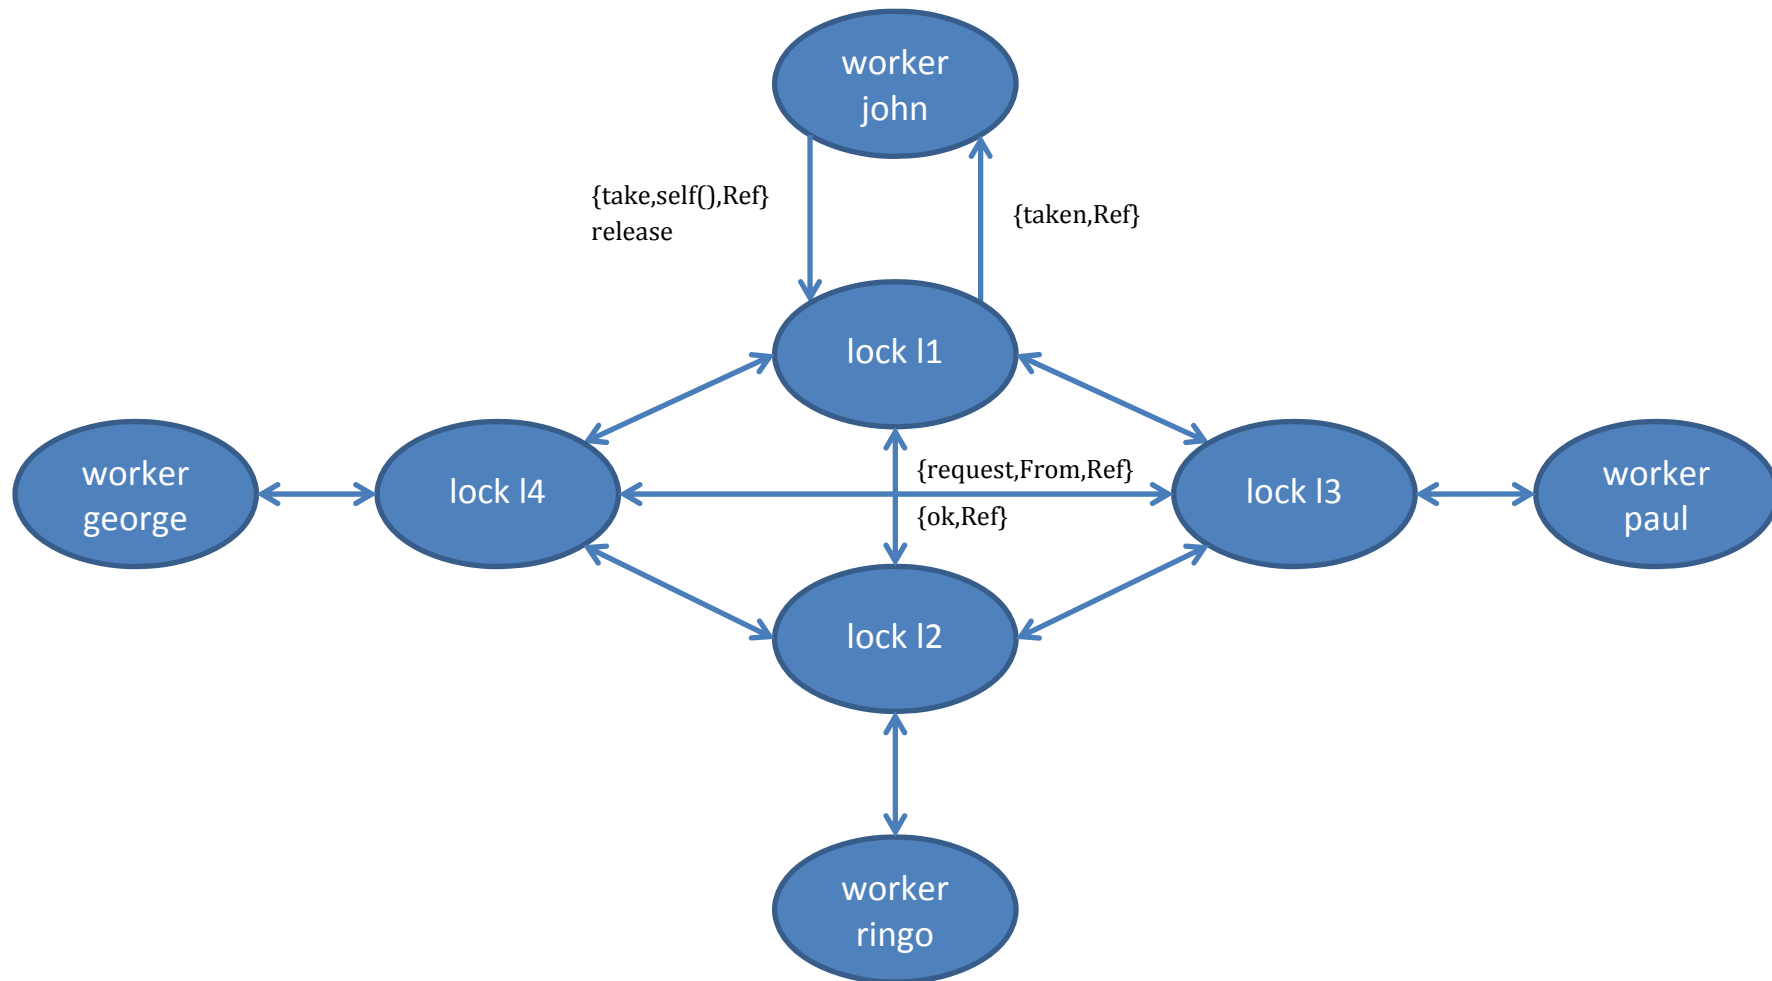 worker
john
{take,self(),Ref}
release
{taken,Ref}
lock l1
worker
george
lock l4
{request,From,Ref}
{ok,Ref}
lock l3
worker
paul
lock l2
worker
ringo